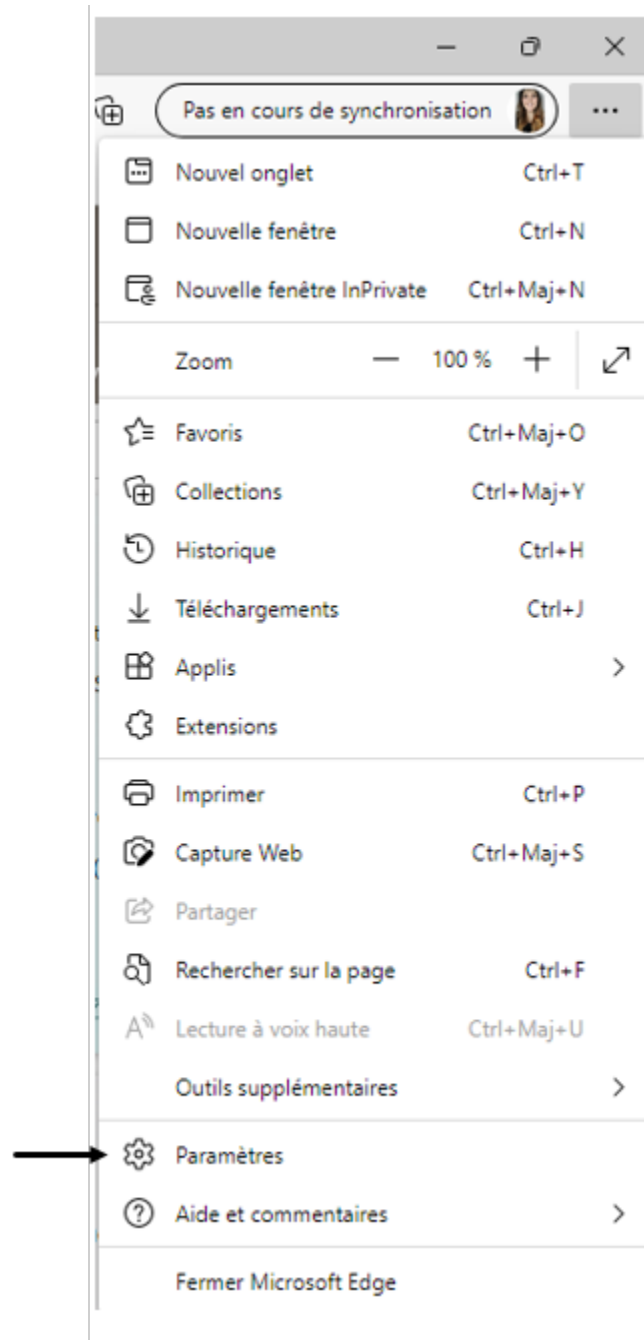 Pas en cours de synchronisation
Nouvel onglet Ctrl+T
Nouvelle fenêtre Ctrl+N
Nouvelle fenêtre InPrivate Ctrl+Maj+N
Zoom — 100 % +
Favoris Ctrl+Maj+O
Collections Ctrl+Maj+Y
Historique Ctrl+H
Téléchargements Ctrl+J
Applis
Extensions
Imprimer Ctrl+P
Capture Web Ctrl+Maj+S
Partager
Rechercher sur la page Ctrl+F
Lecture à voix haute Ctrl+Maj+U
Outils supplémentaires
Paramètres
Aide et commentaires
Fermer Microsoft Edge